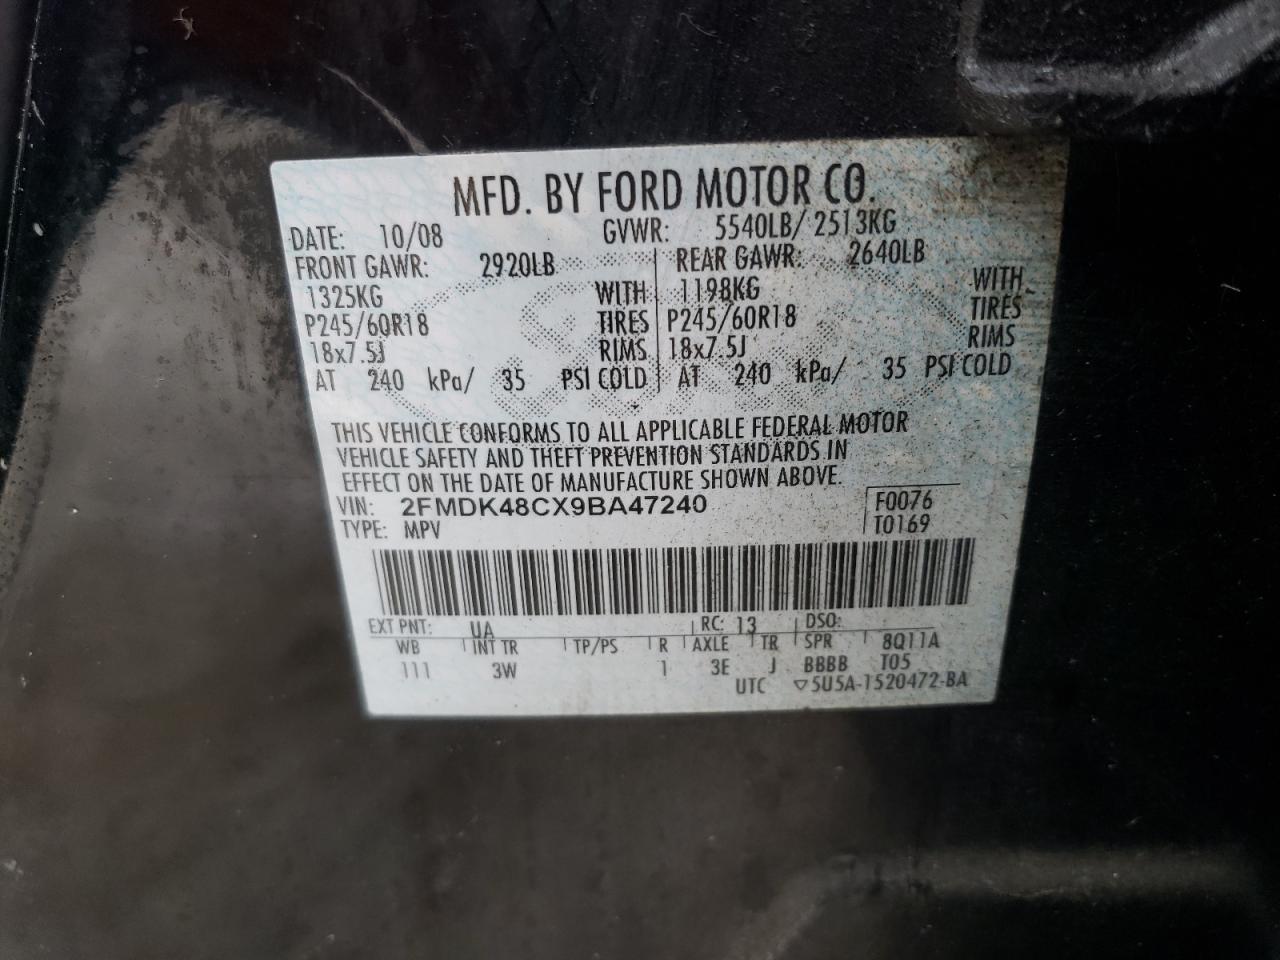 MFD. BY FORD MOTOR CO.
DATE: 10/08 GVWR: 5540LB/ 2513KG
FRONT GAWR: 2920LB REAR GAWR: 2640LB
1325KG WITH 1198KG WITH
P245/60R18 TIRES P245/60R18 TIRES
18x7.5J RIMS 18x7.5J RIMS
AT 240 kPa/ 35 PSI COLD AT 240 kPa/ 35 PSI COLD
THIS VEHICLE CONFORMS TO ALL APPLICABLE FEDERAL MOTOR
VEHICLE SAFETY AND THEFT PREVENTION STANDARDS IN
EFFECT ON THE DATE OF MANUFACTURE SHOWN ABOVE.
VIN: 2FMDK48CX9BA47240 F0076
TYPE: MPV T0169
EXT PNT: UA RC: 13 DSO:
WB INT TR TP/PS R AXLE TR SPR 8Q11A
111 3W 1 3E J BBBB T05
UTC ▽5U5A-1520472-BA